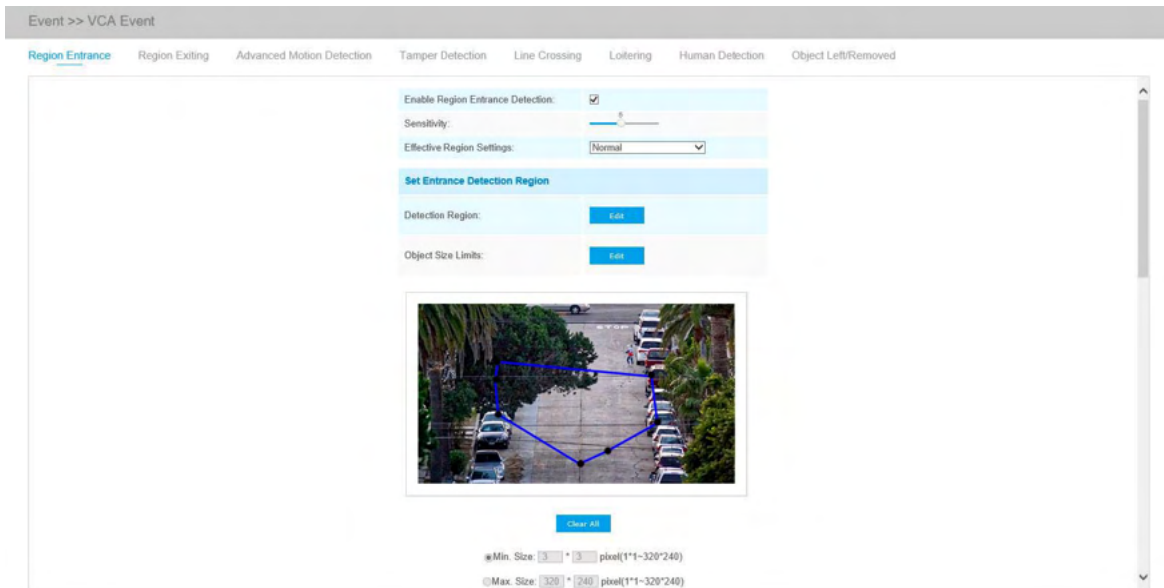 Event >> VCA Event
Region Entrance Region Exiting Advanced Motion Detection Tamper Detection Line Crossing Loitering Human Detection Object Left/Removed
Enable Region Entrance Detection:
Sensitivity:
Effective Region Settings: Normal
Set Entrance Detection Region
Detection Region: Edit
Object Size Limits: Edit
STOP
Clear All
Min. Size: 3 * 3 pixel(1*1~320*240)
Max. Size: 320 * 240 pixel(1*1~320*240)